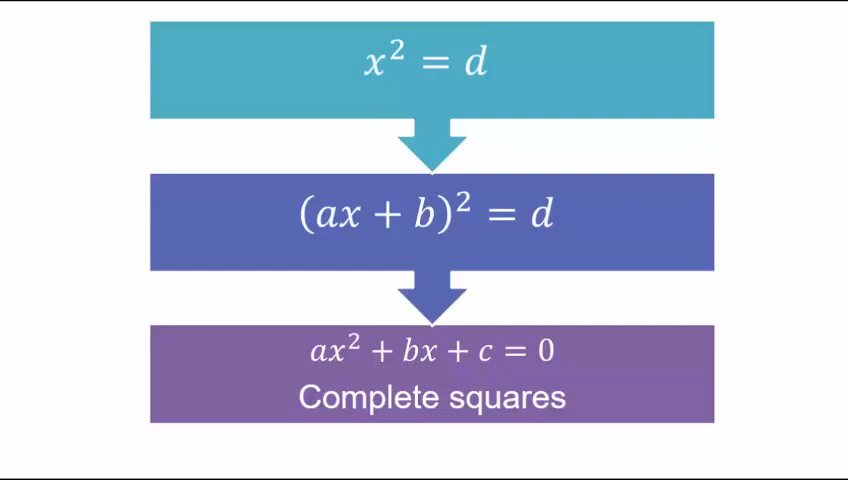 x² = d
(ax + b)² = d
ax² + bx + c = 0
Complete squares